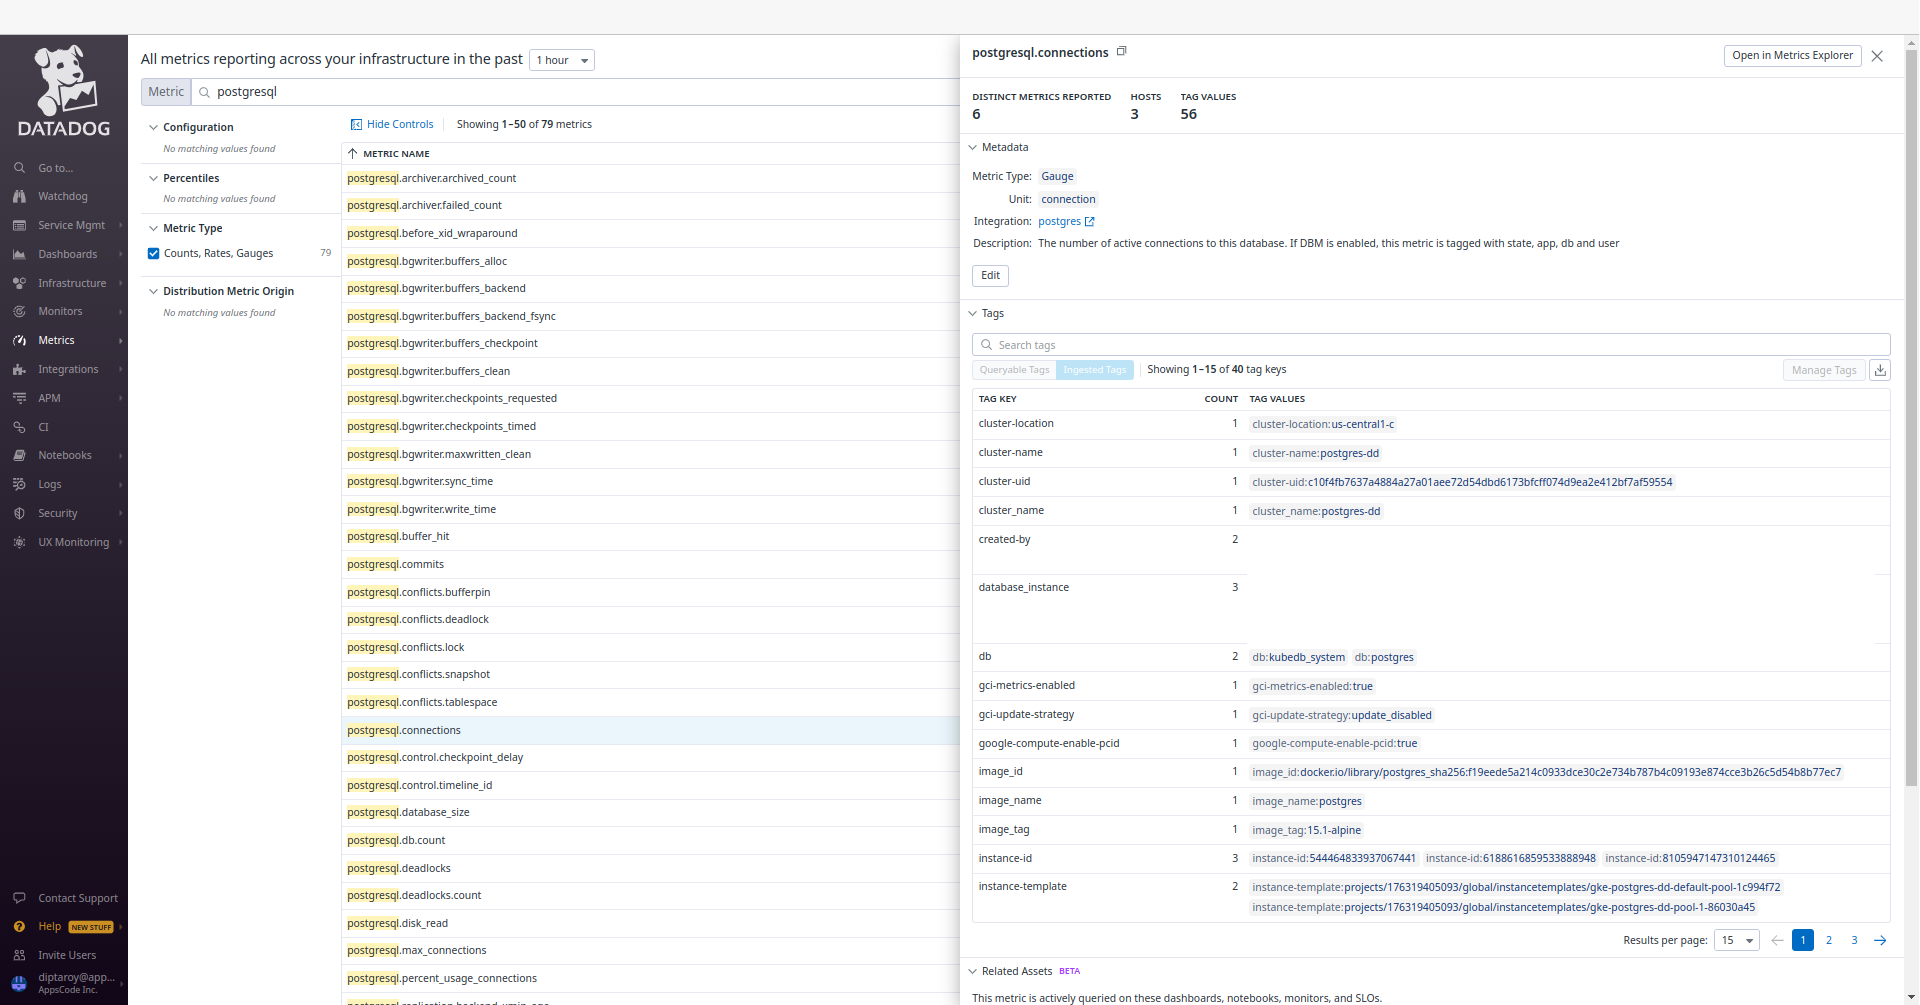 DATADOG
Go to...
Watchdog
Service Mgmt
Dashboards
Infrastructure
Monitors
Metrics
Integrations
APM
CI
Notebooks
Logs
Security
UX Monitoring
Contact Support
Help NEW STUFF
Invite Users
diptaroy@app...
AppsCode Inc.
All metrics reporting across your infrastructure in the past 1 hour
Metric postgresql
Configuration
No matching values found
Percentiles
No matching values found
Metric Type
Counts, Rates, Gauges 79
Distribution Metric Origin
No matching values found
Hide Controls Showing 1–50 of 79 metrics
METRIC NAME
postgresql.archiver.archived_count
postgresql.archiver.failed_count
postgresql.before_xid_wraparound
postgresql.bgwriter.buffers_alloc
postgresql.bgwriter.buffers_backend
postgresql.bgwriter.buffers_backend_fsync
postgresql.bgwriter.buffers_checkpoint
postgresql.bgwriter.buffers_clean
postgresql.bgwriter.checkpoints_requested
postgresql.bgwriter.checkpoints_timed
postgresql.bgwriter.maxwritten_clean
postgresql.bgwriter.sync_time
postgresql.bgwriter.write_time
postgresql.buffer_hit
postgresql.commits
postgresql.conflicts.bufferpin
postgresql.conflicts.deadlock
postgresql.conflicts.lock
postgresql.conflicts.snapshot
postgresql.conflicts.tablespace
postgresql.connections
postgresql.control.checkpoint_delay
postgresql.control.timeline_id
postgresql.database_size
postgresql.db.count
postgresql.deadlocks
postgresql.deadlocks.count
postgresql.disk_read
postgresql.max_connections
postgresql.percent_usage_connections
postgresql.connections
Open in Metrics Explorer
DISTINCT METRICS REPORTED HOSTS TAG VALUES
6 3 56
Metadata
Metric Type: Gauge
Unit: connection
Integration: postgres
Description: The number of active connections to this database. If DBM is enabled, this metric is tagged with state, app, db and user
Edit
Tags
Search tags
Queryable Tags Ingested Tags Showing 1–15 of 40 tag keys Manage Tags
TAG KEY COUNT TAG VALUES
cluster-location 1 cluster-location:us-central1-c
cluster-name 1 cluster-name:postgres-dd
cluster-uid 1 cluster-uid:c10f4fb7637a4884a27a01aee72d54dbd6173bfcff074d9ea2e412bf7af59554
cluster_name 1 cluster_name:postgres-dd
created-by 2
database_instance 3
db 2 db:kubedb_system db:postgres
gci-metrics-enabled 1 gci-metrics-enabled:true
gci-update-strategy 1 gci-update-strategy:update_disabled
google-compute-enable-pcid 1 google-compute-enable-pcid:true
image_id 1 image_id:docker.io/library/postgres_sha256:f19eede5a214c0933dce30c2e734b787b4c09193e874cce3b26c5d54b8b77ec7
image_name 1 image_name:postgres
image_tag 1 image_tag:15.1-alpine
instance-id 3 instance-id:544464833937067441 instance-id:6188616859533888948 instance-id:8105947147310124465
instance-template 2 instance-template:projects/176319405093/global/instancetemplates/gke-postgres-dd-default-pool-1c994f72
instance-template:projects/176319405093/global/instancetemplates/gke-postgres-dd-pool-1-86030a45
Results per page: 15 1 2 3
Related Assets BETA
This metric is actively queried on these dashboards, notebooks, monitors, and SLOs.